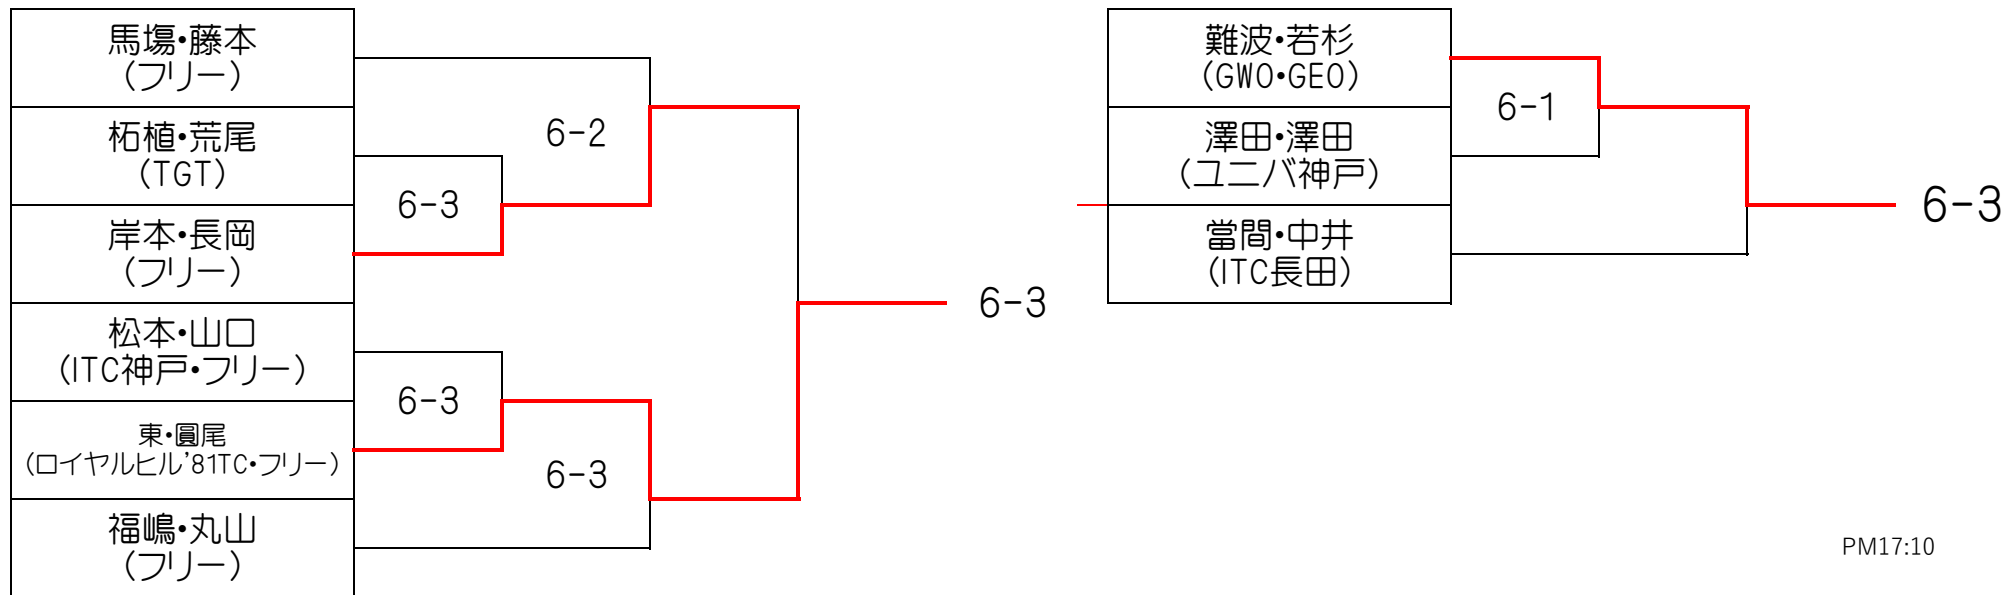 馬場・藤本
(フリー)
柘植・荒尾
(TGT)
岸本・長岡
(フリー)
松本・山口
(ITC神戸・フリー)
東・圓尾
(ロイヤルヒル'81TC・フリー)
福嶋・丸山
(フリー)
6-3
6-3
6-2
6-3
6-3
難波・若杉
(GWO・GEO)
澤田・澤田
(ユニバ神戸)
當間・中井
(ITC長田)
6-1
6-3
PM17:10